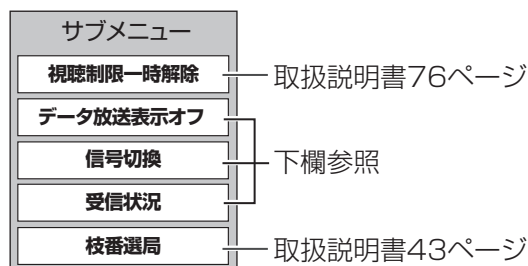 サブメニュー
視聴制限一時解除
取扱説明書76ページ
データ放送表示オフ
信号切換
下欄参照
受信状況
枝番選局
取扱説明書43ページ